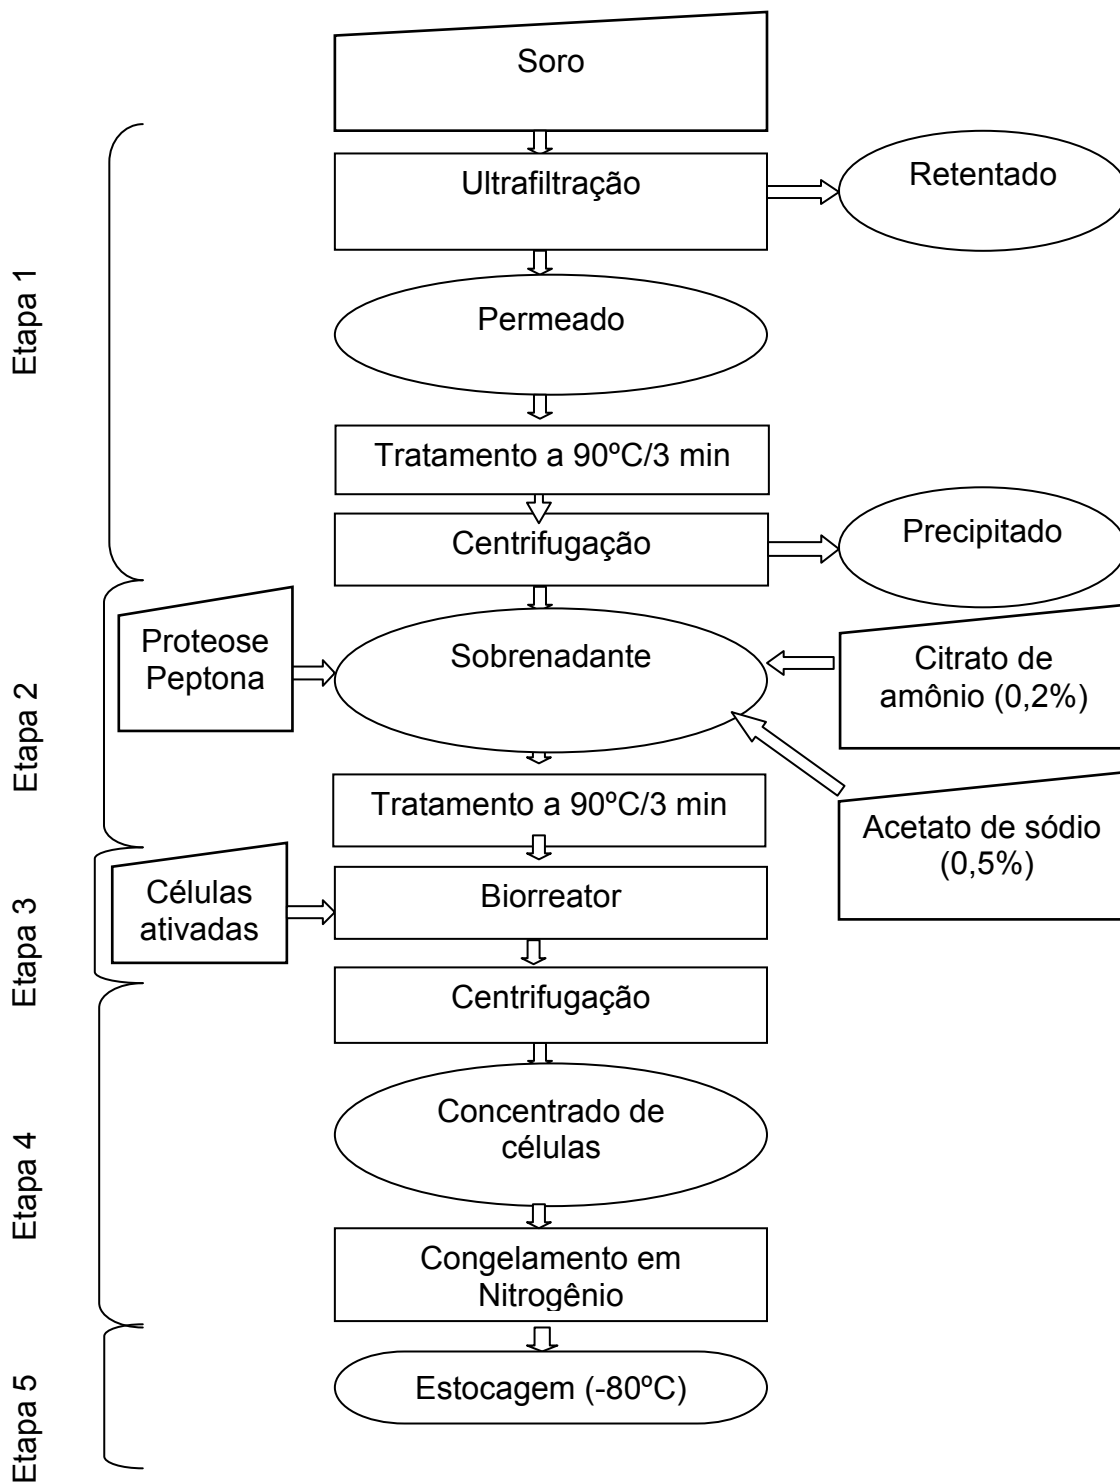 Soro
Ultrafiltração
Retentado
Etapa 1
Permeado
Tratamento a 90ºC/3 min
Centrifugação
Precipitado
Etapa 2
Proteose
Peptona
Sobrenadante
Citrato de
amônio (0,2%)
Tratamento a 90ºC/3 min
Acetato de sódio
(0,5%)
Etapa 3
Células
ativadas
Biorreator
Centrifugação
Etapa 4
Concentrado de
células
Congelamento em
Nitrogênio
Etapa 5
Estocagem (-80ºC)